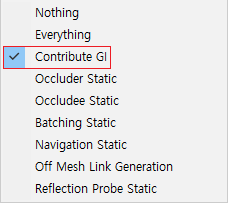 Nothing
Everything
Contribute GI
Occluder Static
Occludee Static
Batching Static
Navigation Static
Off Mesh Link Generation
Reflection Probe Static